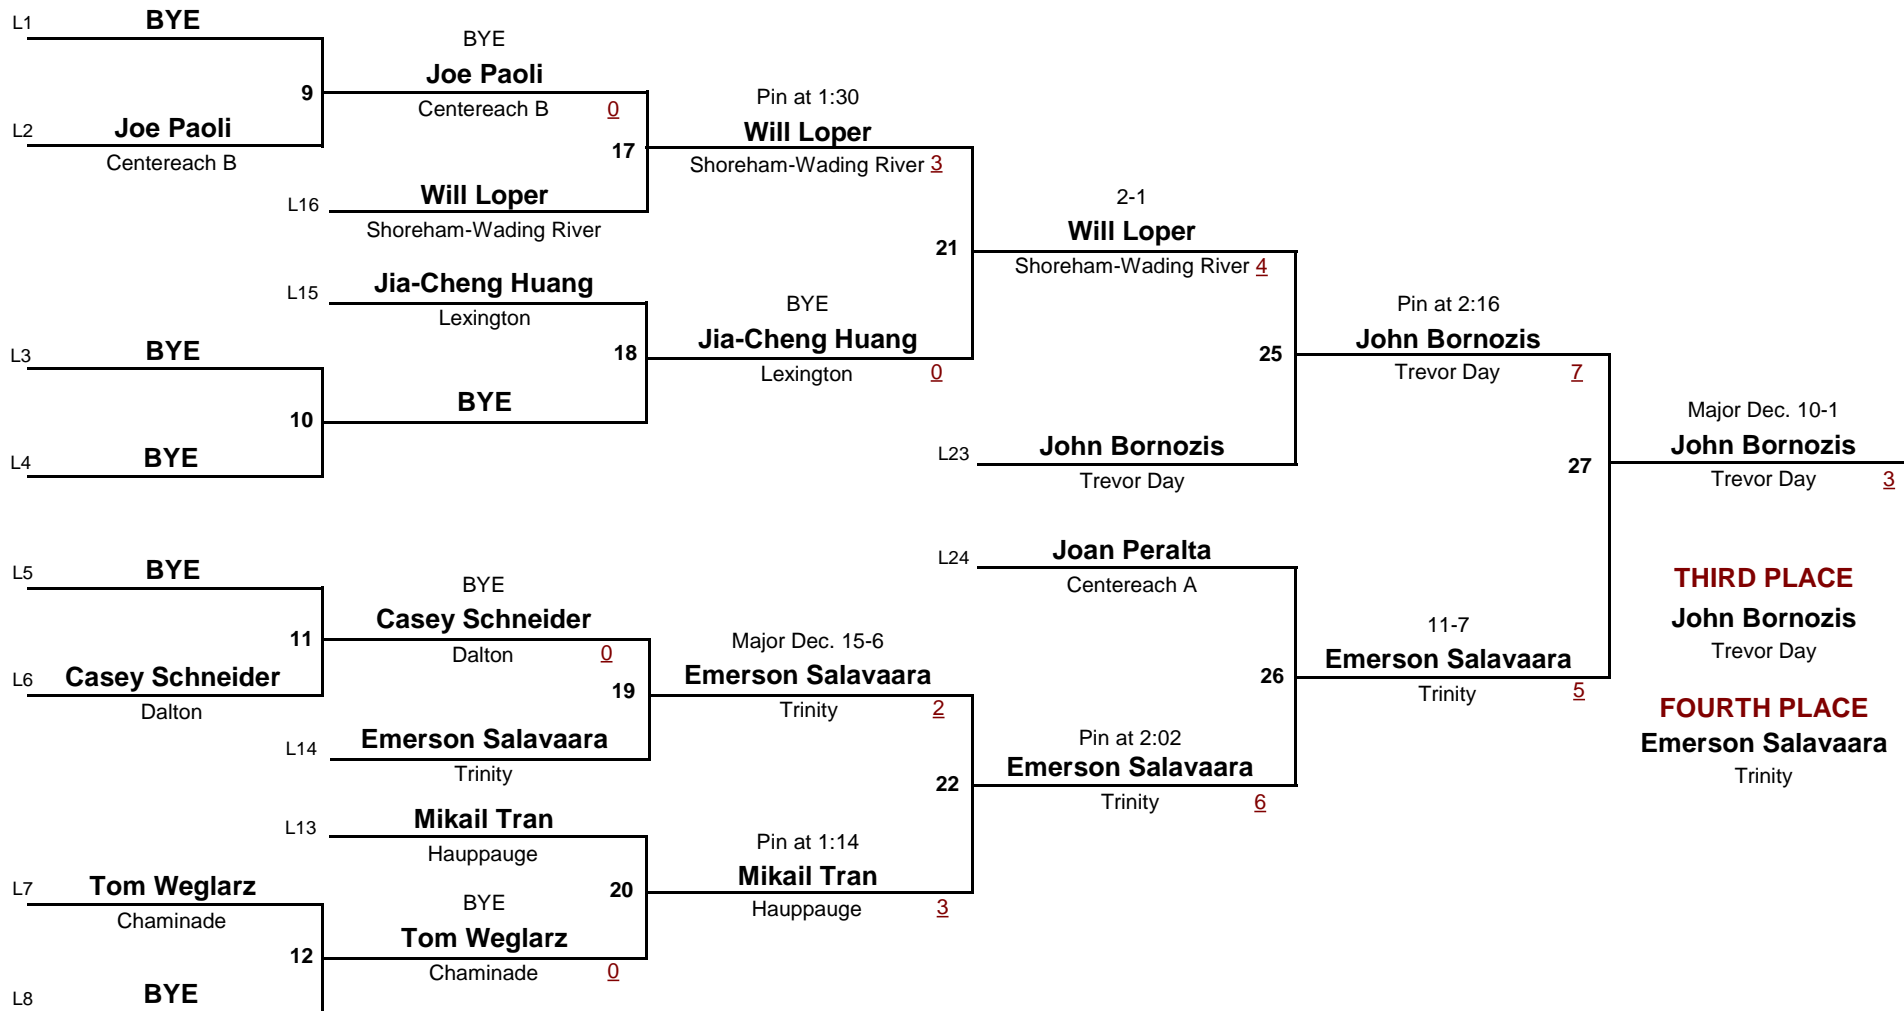 L1 BYE
9
L2 Joe Paoli
Centereach B
BYE
Joe Paoli
Centereach B 0
17
L16 Will Loper
Shoreham-Wading River
Pin at 1:30
Will Loper
Shoreham-Wading River 3
21
L15 Jia-Cheng Huang
Lexington
18
L3 BYE
10
BYE
L4 BYE
BYE
Jia-Cheng Huang
Lexington 0
2-1
Will Loper
Shoreham-Wading River 4
25
L23 John Bornozis
Trevor Day
Pin at 2:16
John Bornozis
Trevor Day 7
27
Major Dec. 10-1
John Bornozis
Trevor Day 3
L5 BYE
11
L6 Casey Schneider
Dalton
BYE
Casey Schneider
Dalton 0
19
L14 Emerson Salavaara
Trinity
Major Dec. 15-6
Emerson Salavaara
Trinity 2
22
L13 Mikail Tran
Hauppauge
20
L7 Tom Weglarz
Chaminade
12
L8 BYE
BYE
Tom Weglarz
Chaminade 0
Pin at 1:14
Mikail Tran
Hauppauge 3
L24 Joan Peralta
Centereach A
26
Pin at 2:02
Emerson Salavaara
Trinity 6
11-7
Emerson Salavaara
Trinity 5
THIRD PLACE
John Bornozis
Trevor Day
FOURTH PLACE
Emerson Salavaara
Trinity